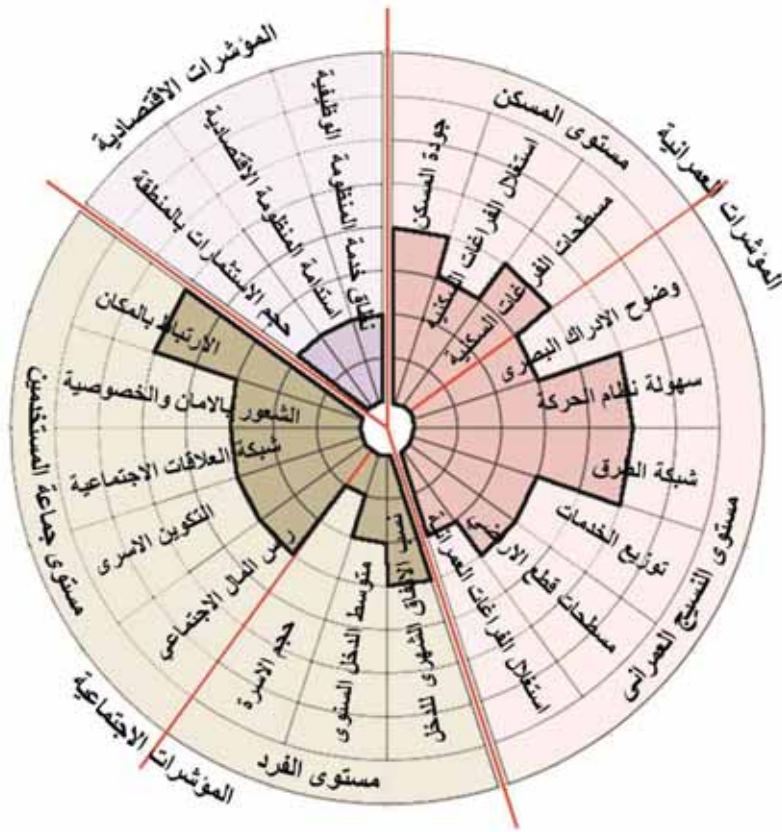 المؤشرات العمرانية
مستوى المسكن
جودة المسكن
استغلال الفراغات السكنية
مسطحات الفراغات السكنية
مستوى النسيج العمرانى
وضوح الادراك البصرى
سهولة نظام الحركة
شبكة الطرق
توزيع الخدمات
مسطحات قطع الاراضى
استغلال الفراغات العمرانية
المؤشرات الاجتماعية
مستوى الفرد
نسب الانفاق الشهرى للدخل
متوسط الدخل السنوى
حجم الاسرة
مستوى جماعة المستخدمين
راس المال الاجتماعي
التكوين الاسرى
شبكة العلاقات الاجتماعية
الشعور بالامان والخصوصية
الارتباط بالمكان
المؤشرات الاقتصادية
حجم الاستثمارات بالمنطقة
استدامة المنظومة الاقتصادية
نطاق خدمة المنظومة الوظيفية